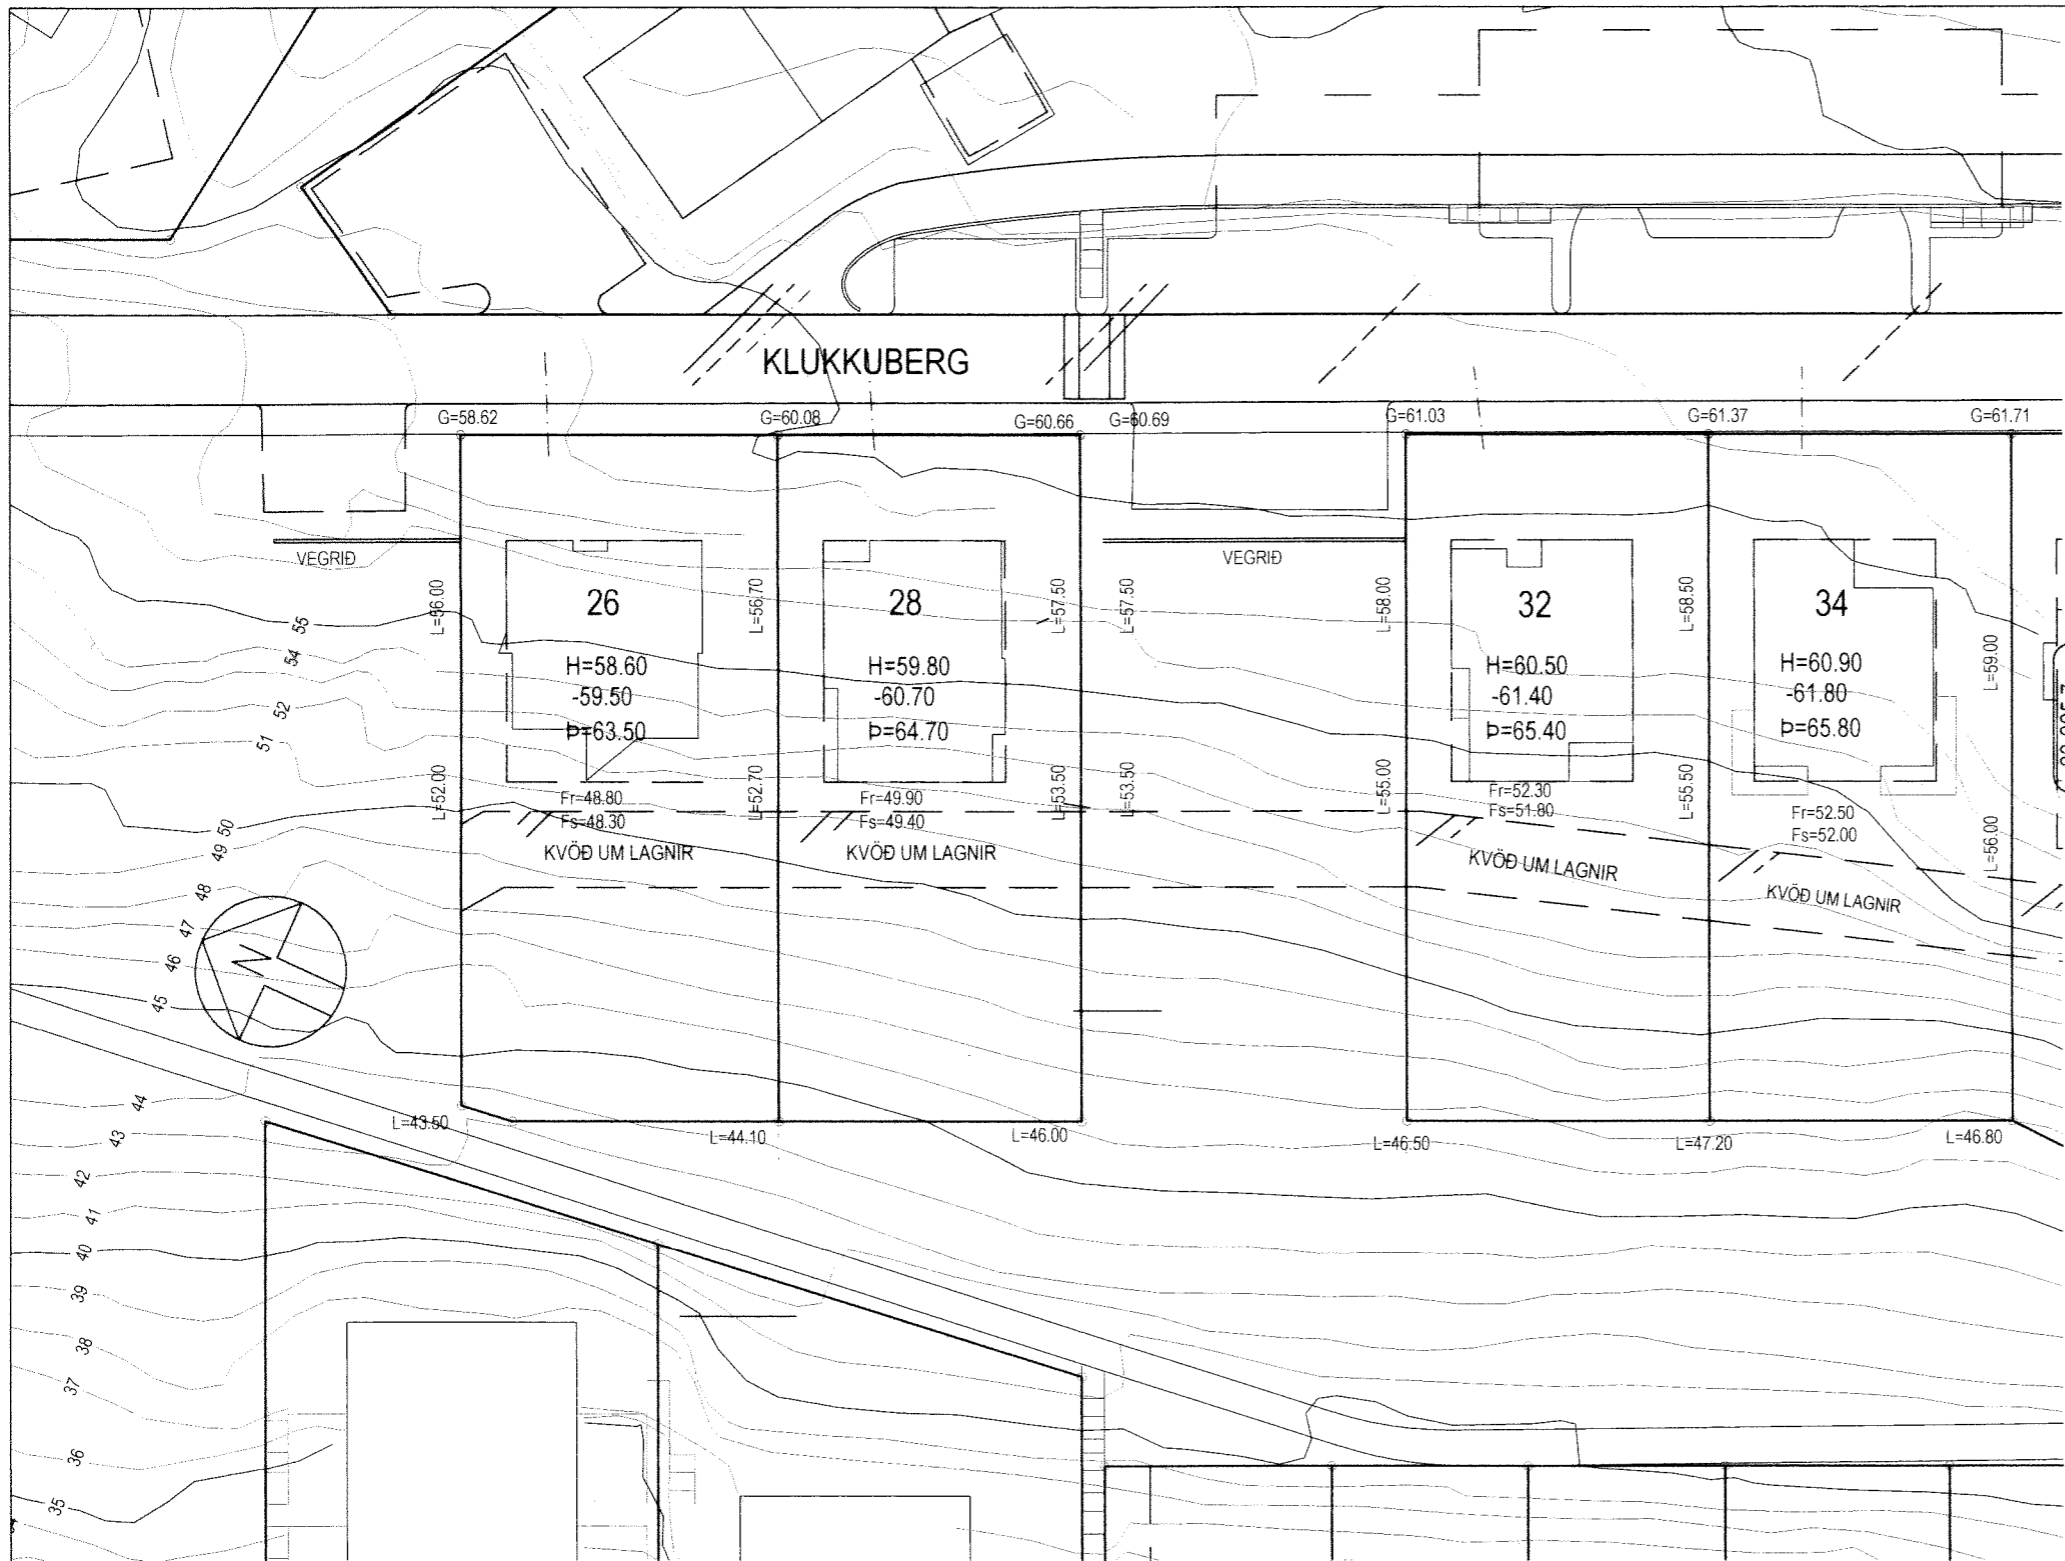 KLUKKUBERG
G=58.62
G=60.08
G=60.66
G=60.69
G=61.03
G=61.37
G=61.71
VEGRIÐ
VEGRIÐ
L=56.00
L=56.70
L=57.50
L=57.50
L=58.00
L=58.50
L=59.00
26
H=58.60
-59.50
Þ=63.50
28
H=59.80
-60.70
Þ=64.70
32
H=60.50
-61.40
Þ=65.40
34
H=60.90
-61.80
Þ=65.80
L=52.00
L=52.70
L=53.50
L=53.50
L=55.00
L=55.50
L=56.00
Fr=48.80
Fs=48.30
KVÖÐ UM LAGNIR
Fr=49.90
Fs=49.40
KVÖÐ UM LAGNIR
Fr=52.30
Fs=51.80
KVÖÐ UM LAGNIR
Fr=52.50
Fs=52.00
KVÖÐ UM LAGNIR
55
54
52
51
50
49
48
47
46
45
N
44
43
42
41
40
39
38
37
36
35
L=43.50
L=44.10
L=46.00
L=46.50
L=47.20
L=46.80